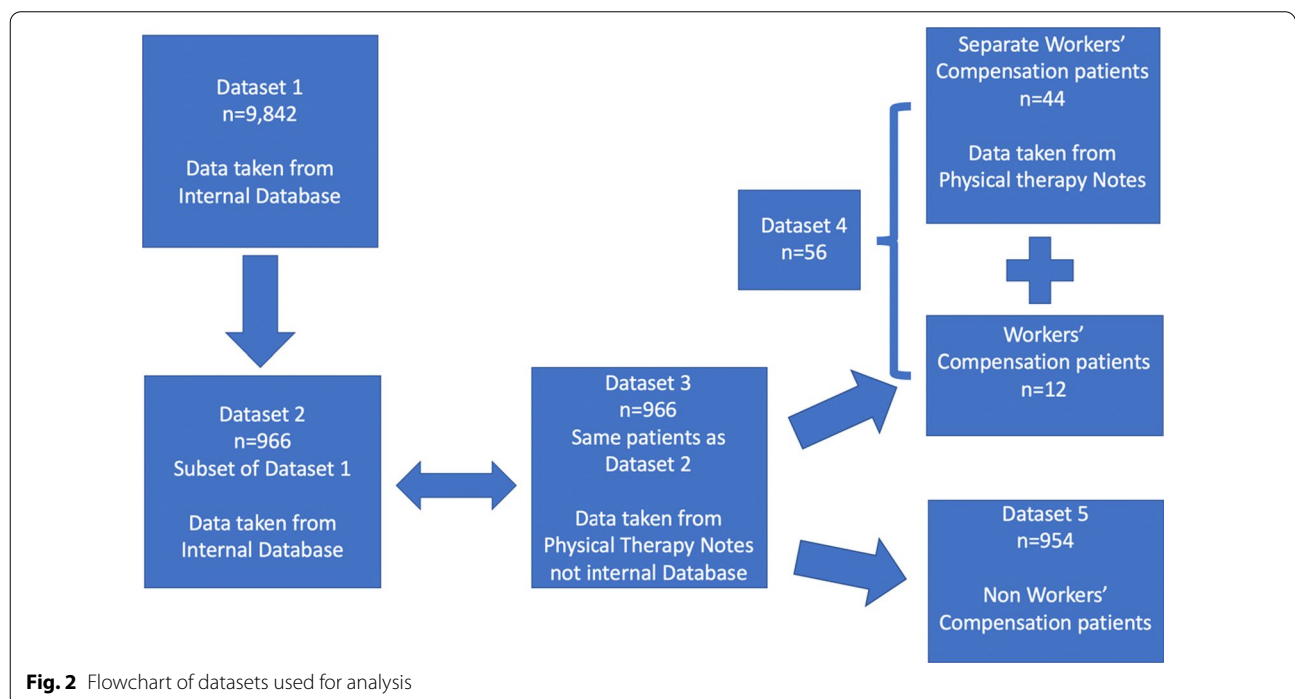 Dataset 1
n=9,842
Data taken from
Internal Database
Dataset 2
n=966
Subset of Dataset 1
Data taken from
Internal Database
Dataset 3
n=966
Same patients as
Dataset 2
Data taken from
Physical Therapy Notes
not internal Database
Dataset 4
n=56
Separate Workers’
Compensation patients
n=44
Data taken from
Physical therapy Notes
Workers’
Compensation patients
n=12
Dataset 5
n=954
Non Workers’
Compensation patients
Fig. 2 Flowchart of datasets used for analysis